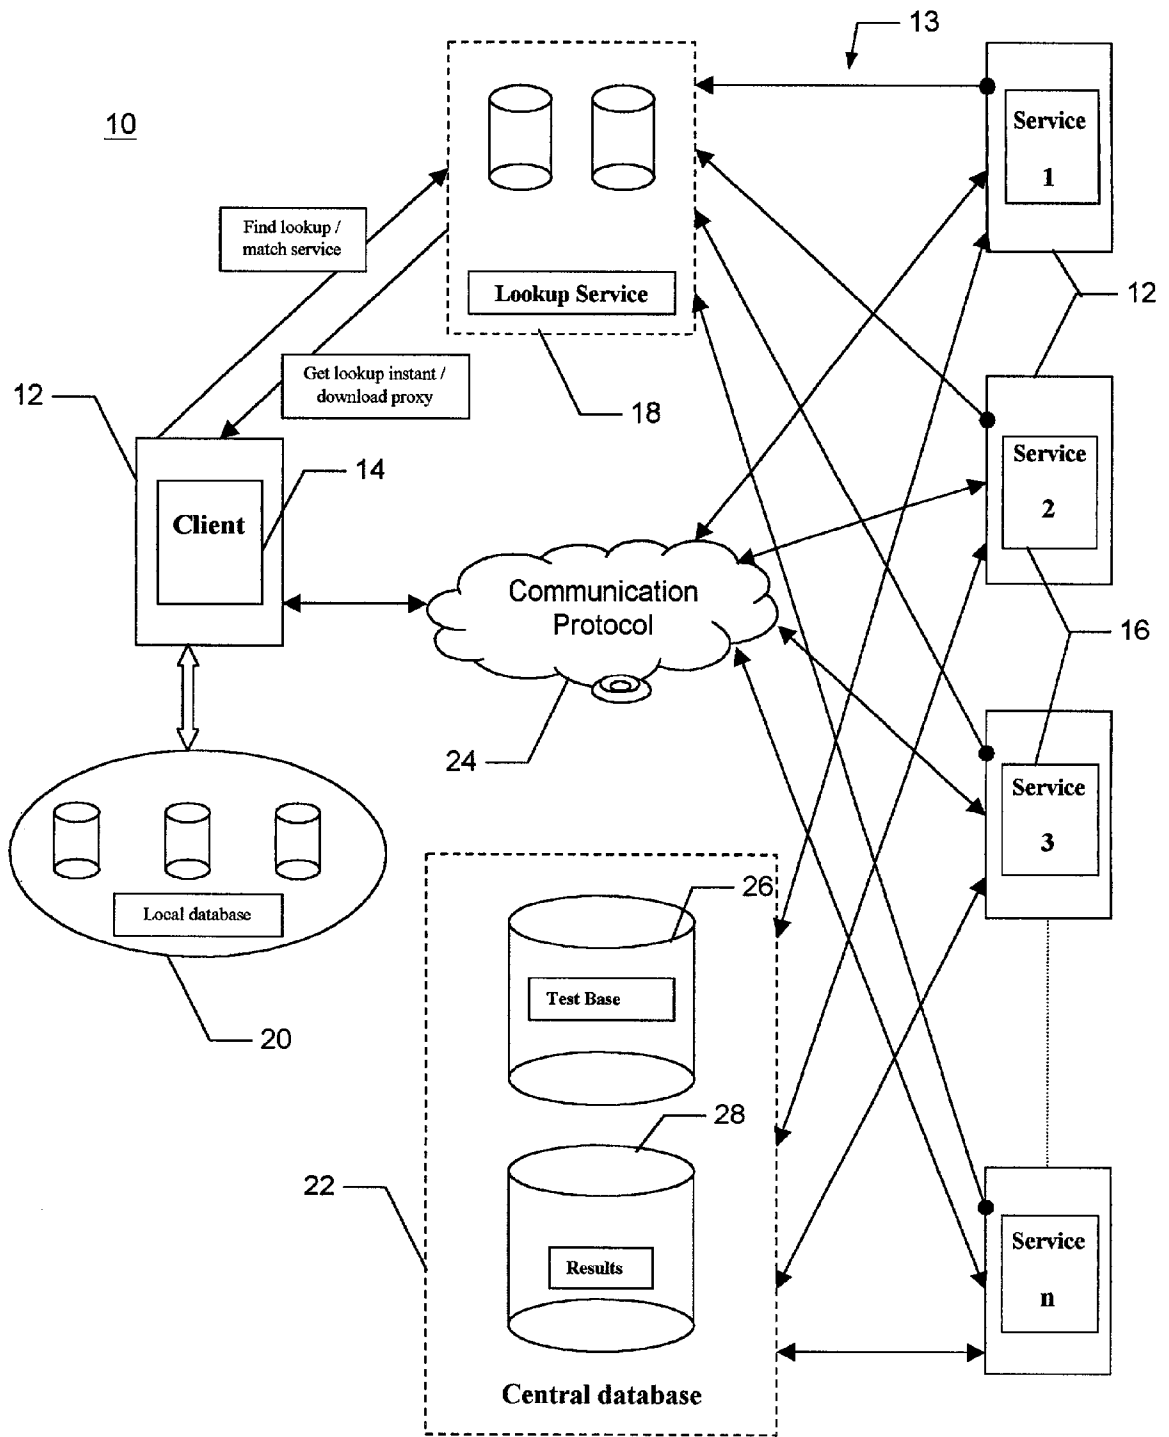 13
10
Service
1
Find lookup /
match service
Lookup Service
12
Get lookup instant /
download proxy
12
18
Service
2
14
Client
Communication
Protocol
16
24
Service
3
26
Local database
Test Base
20
28
22
Service
n
Results
Central database